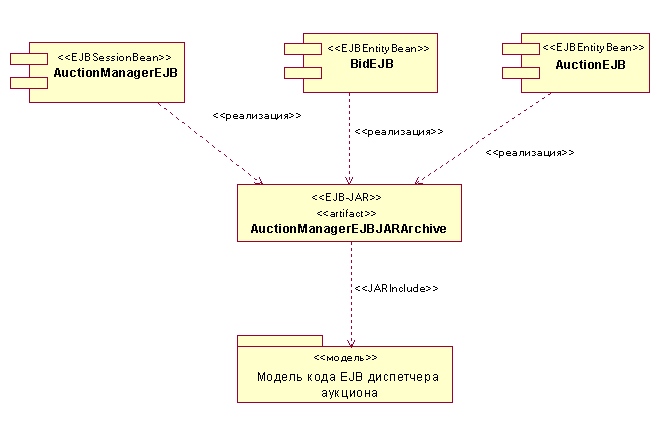 <<EJBSessionBean>>
AuctionManagerEJB
<<EJBEntityBean>>
BidEJB
<<EJBEntityBean>>
AuctionEJB
<<реализация>>
<<реализация>>
<<реализация>>
<<EJB-JAR>>
<<artifact>>
AuctionManagerEJBJARArchive
<<JARInclude>>
<<модель>>
Модель кода EJB диспетчера
аукциона